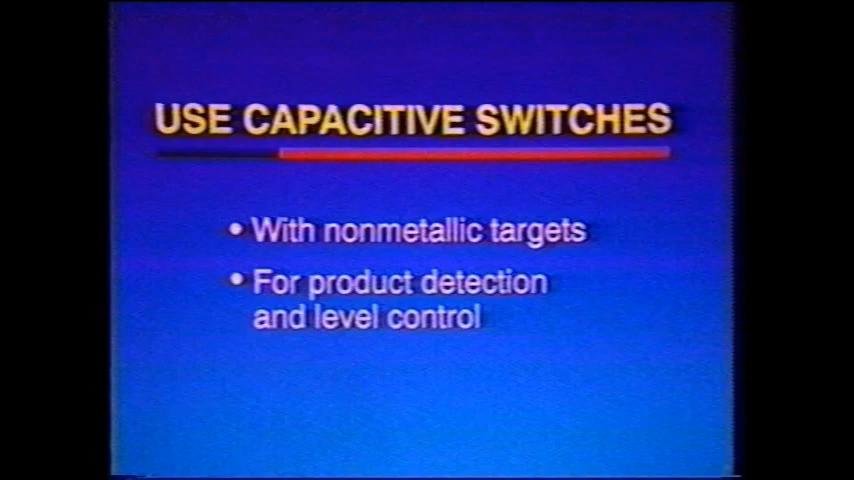 USE CAPACITIVE SWITCHES
• With nonmetallic targets
• For product detection
and level control